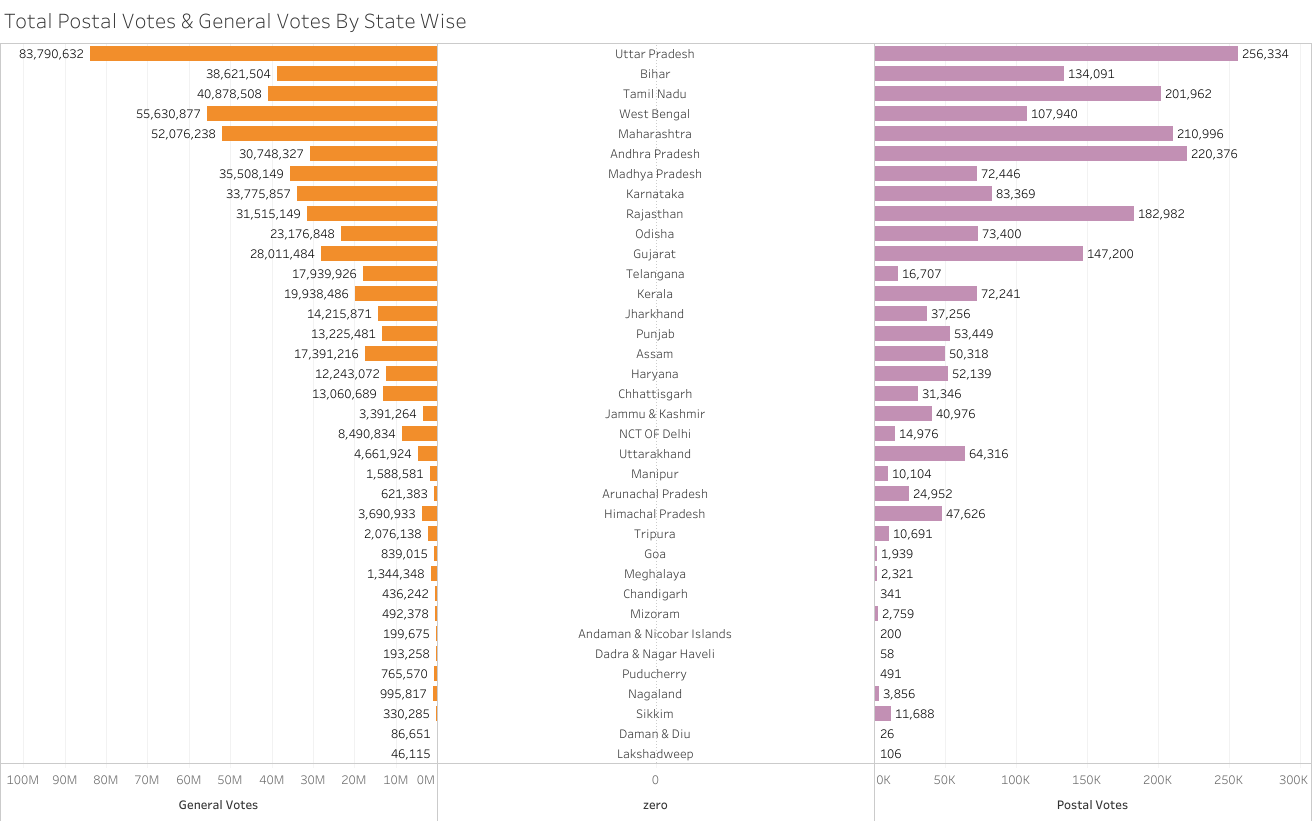 Total Postal Votes & General Votes By State Wise
83,790,632 Uttar Pradesh 256,334
38,621,504 Bihar 134,091
40,878,508 Tamil Nadu 201,962
55,630,877 West Bengal 107,940
52,076,238 Maharashtra 210,996
30,748,327 Andhra Pradesh 220,376
35,508,149 Madhya Pradesh 72,446
33,775,857 Karnataka 83,369
31,515,149 Rajasthan 182,982
23,176,848 Odisha 73,400
28,011,484 Gujarat 147,200
17,939,926 Telangana 16,707
19,938,486 Kerala 72,241
14,215,871 Jharkhand 37,256
13,225,481 Punjab 53,449
17,391,216 Assam 50,318
12,243,072 Haryana 52,139
13,060,689 Chhattisgarh 31,346
3,391,264 Jammu & Kashmir 40,976
8,490,834 NCT OF Delhi 14,976
4,661,924 Uttarakhand 64,316
1,588,581 Manipur 10,104
621,383 Arunachal Pradesh 24,952
3,690,933 Himachal Pradesh 47,626
2,076,138 Tripura 10,691
839,015 Goa 1,939
1,344,348 Meghalaya 2,321
436,242 Chandigarh 341
492,378 Mizoram 2,759
199,675 Andaman & Nicobar Islands 200
193,258 Dadra & Nagar Haveli 58
765,570 Puducherry 491
995,817 Nagaland 3,856
330,285 Sikkim 11,688
86,651 Daman & Diu 26
46,115 Lakshadweep 106
100M 90M 80M 70M 60M 50M 40M 30M 20M 10M 0M 0 0K 50K 100K 150K 200K 250K 300K
General Votes zero Postal Votes